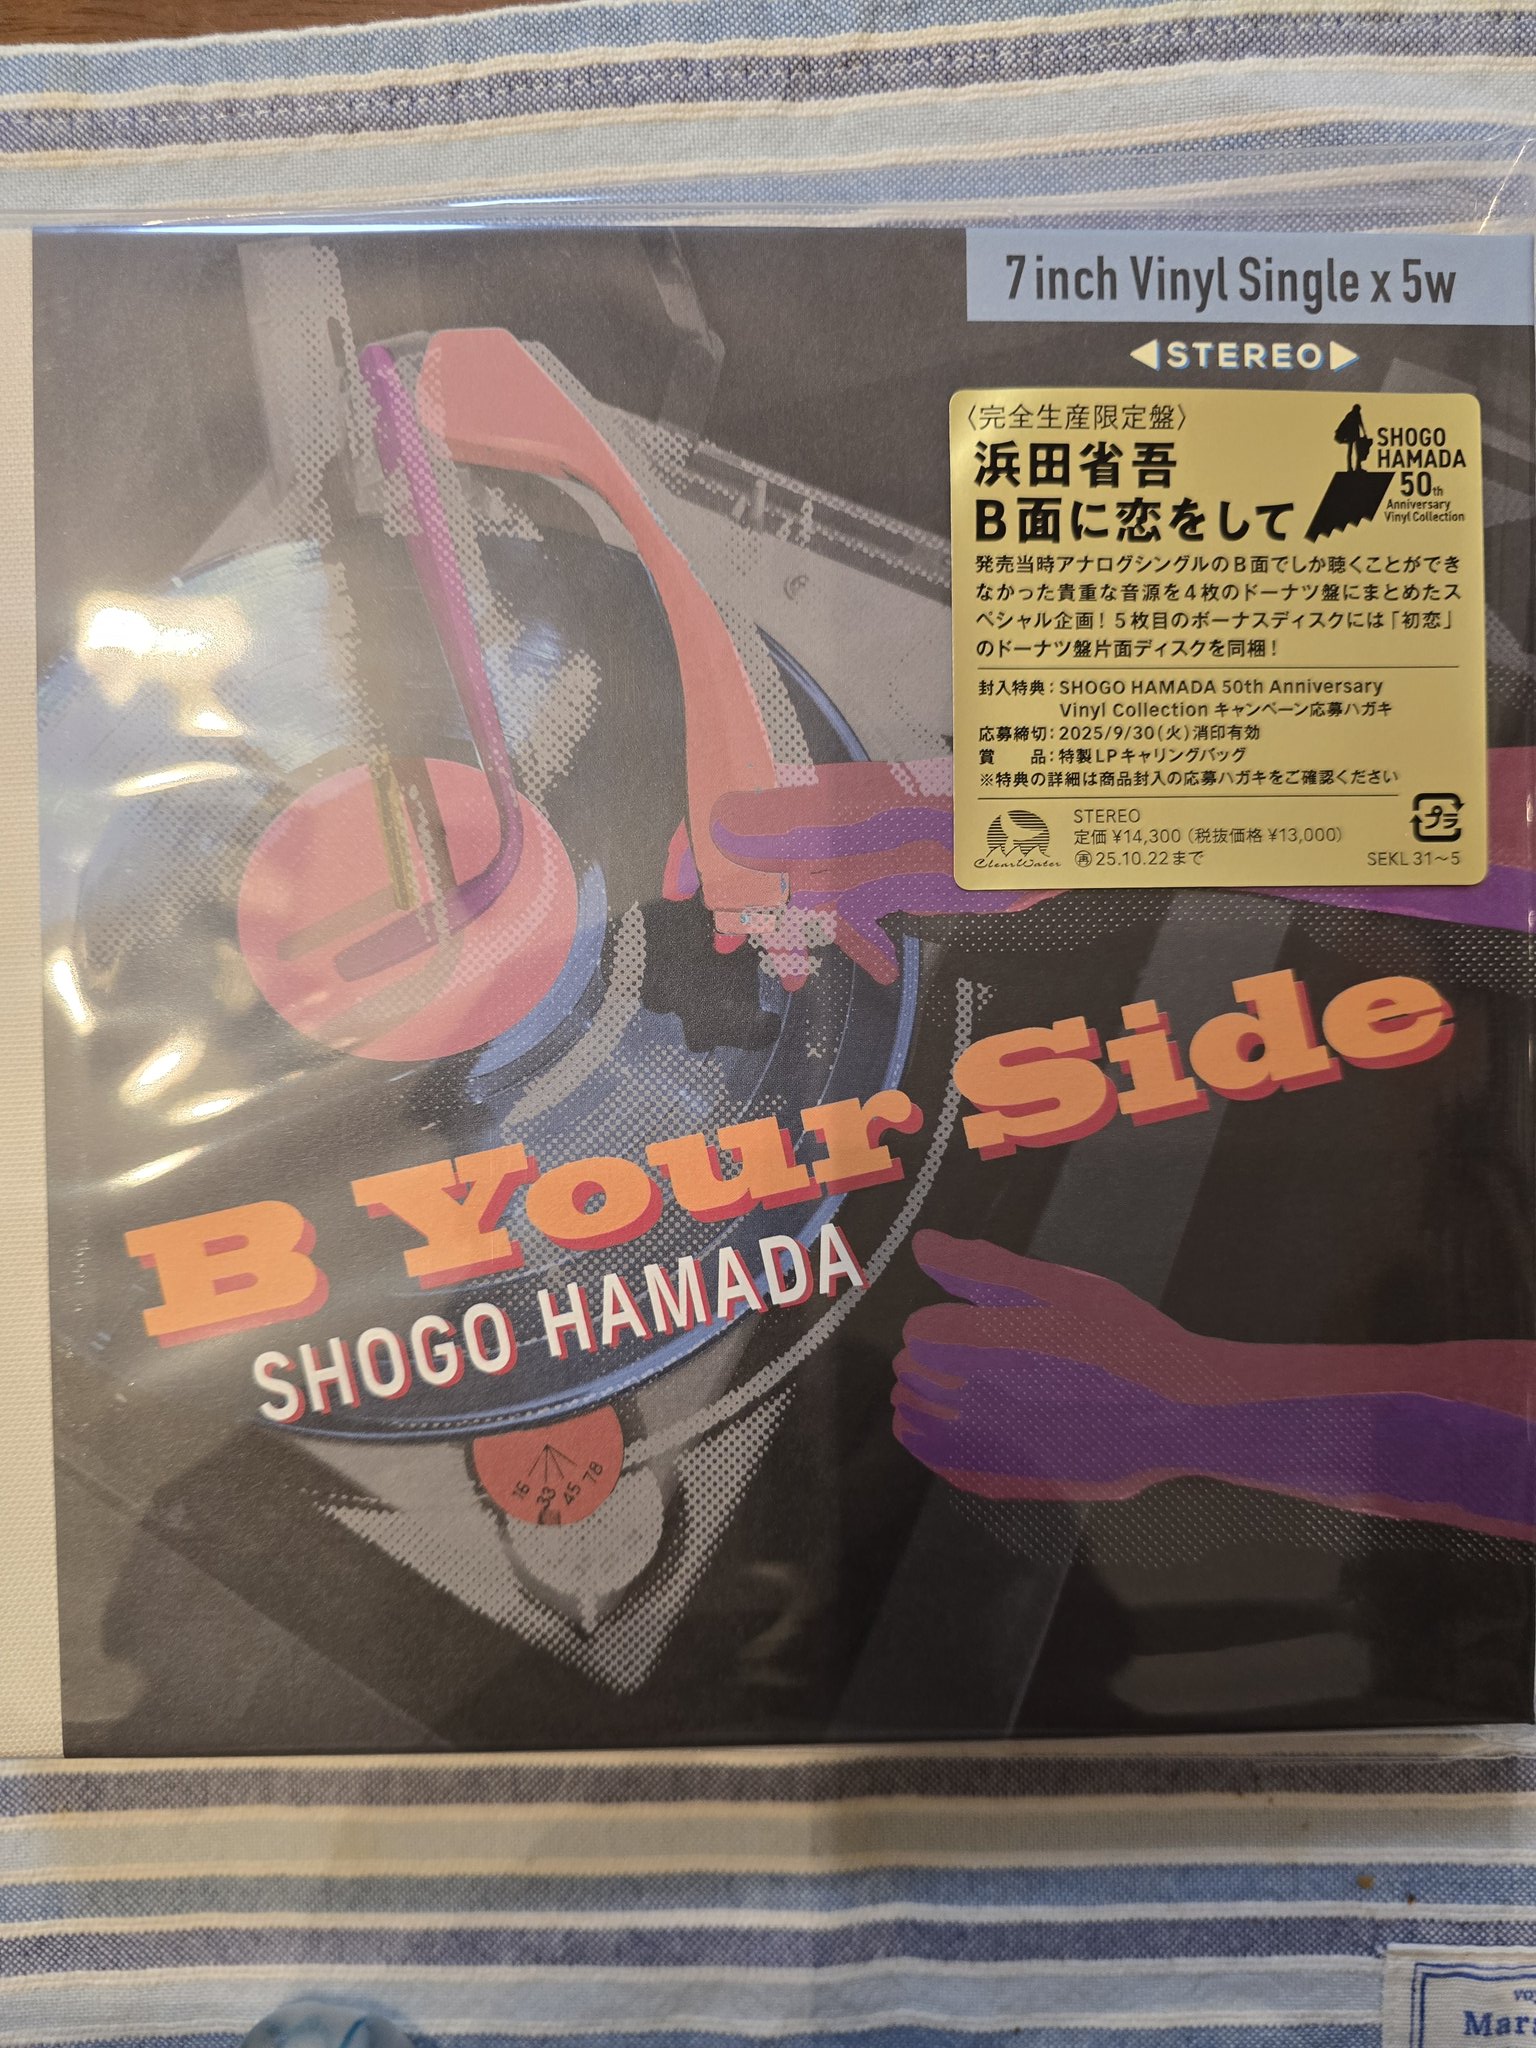 7 inch Vinyl Single x 5w
STEREO
〈完全生産限定盤〉
浜田省吾
B面に恋をして
SHOGO
HAMADA
50th
Anniversary
Vinyl Collection
発売当時アナログシングルのB面でしか聴くことができ
なかった貴重な音源を4枚のドーナツ盤にまとめたス
ペシャル企画！5枚目のボーナスディスクには「初恋」
のドーナツ盤片面ディスクを同梱！
封入特典：SHOGO HAMADA 50th Anniversary
Vinyl Collection キャンペーン応募ハガキ
応募締切：2025/9/30(火)消印有効
賞　品：特製LPキャリングバッグ
※特典の詳細は商品封入の応募ハガキをご確認ください
ClearWater
STEREO
定価 ¥14,300（税抜価格 ¥13,000）
再25.10.22まで
プラ
SEKL 31～5
B Your Side
SHOGO HAMADA
16 33 45 78
Mars